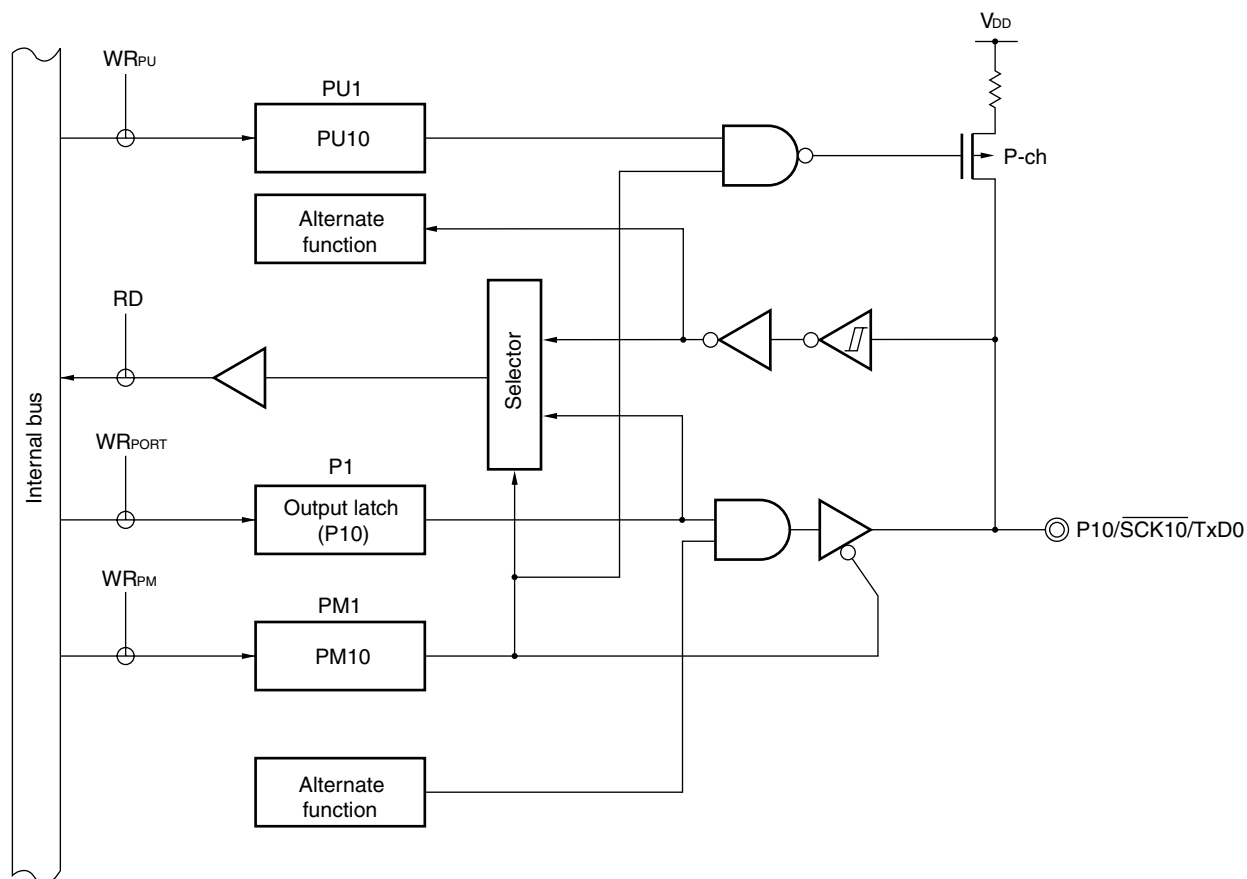 VDD
WRPU
PU1
PU10
P-ch
Alternate
function
RD
Selector
Internal bus
WRPORT
P1
Output latch
(P10)
P10/SCK10/TxD0
WRPM
PM1
PM10
Alternate
function